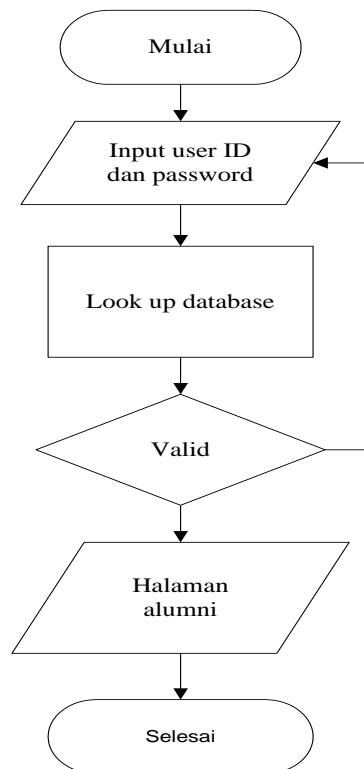 Mulai
Input user ID
dan password
Look up database
Valid
Halaman
alumni
Selesai